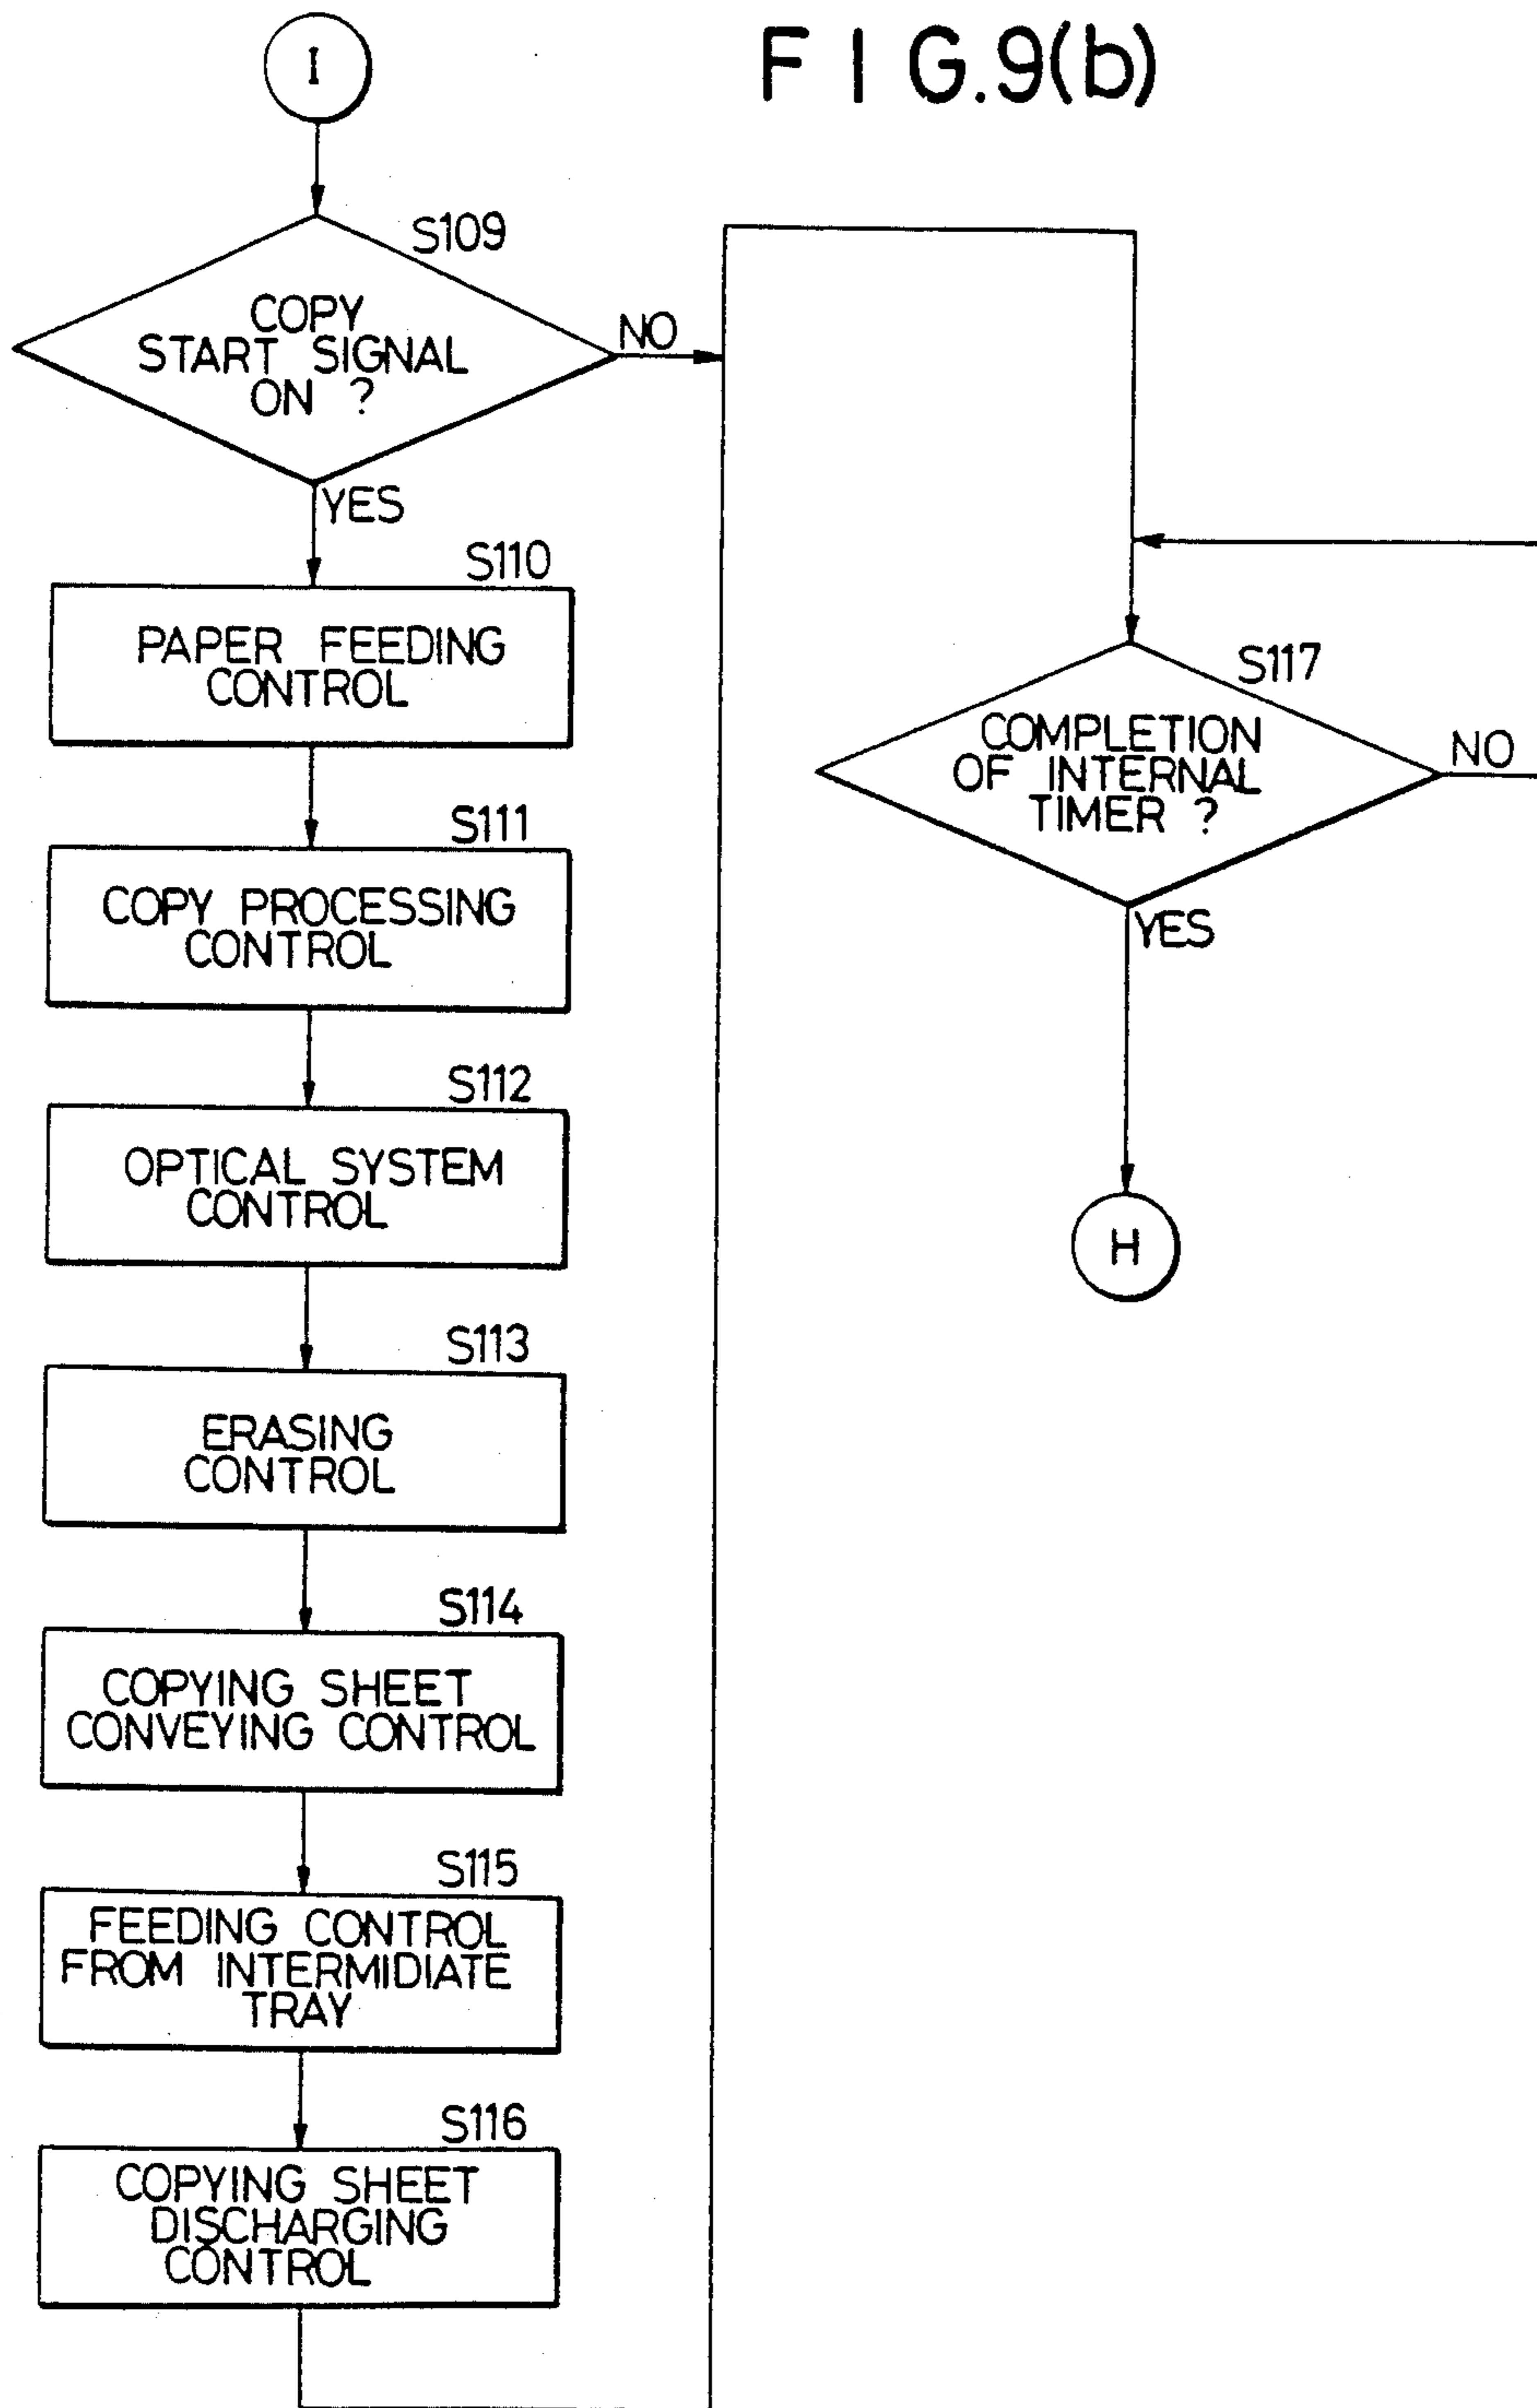 FIG.9(b)
I
S109
COPY
START SIGNAL
ON ?
NO
YES
S110
PAPER FEEDING
CONTROL
S111
COPY PROCESSING
CONTROL
S112
OPTICAL SYSTEM
CONTROL
S113
ERASING
CONTROL
S114
COPYING SHEET
CONVEYING CONTROL
S115
FEEDING CONTROL
FROM INTERMIDIATE
TRAY
S116
COPYING SHEET
DISCHARGING
CONTROL
S117
COMPLETION
OF INTERNAL
TIMER ?
NO
YES
H